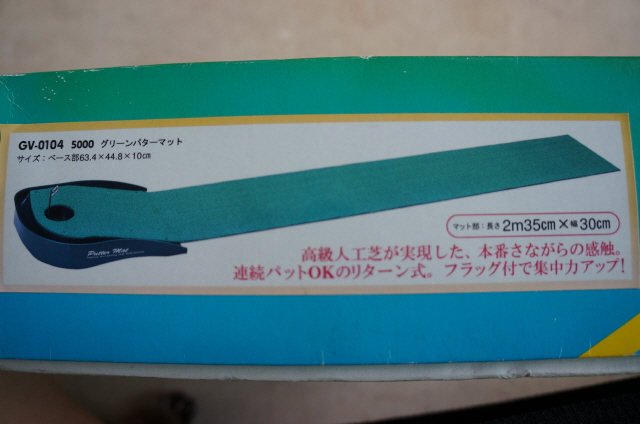 GV-0104 5000 グリーンパターマット
サイズ：ベース部63.4×44.8×10cm
マット部：長さ2m35cm×幅30cm
Putter Mat
高級人工芝が実現した、本番さながらの感触。
連続パットOKのリターン式。フラッグ付で集中力アップ!